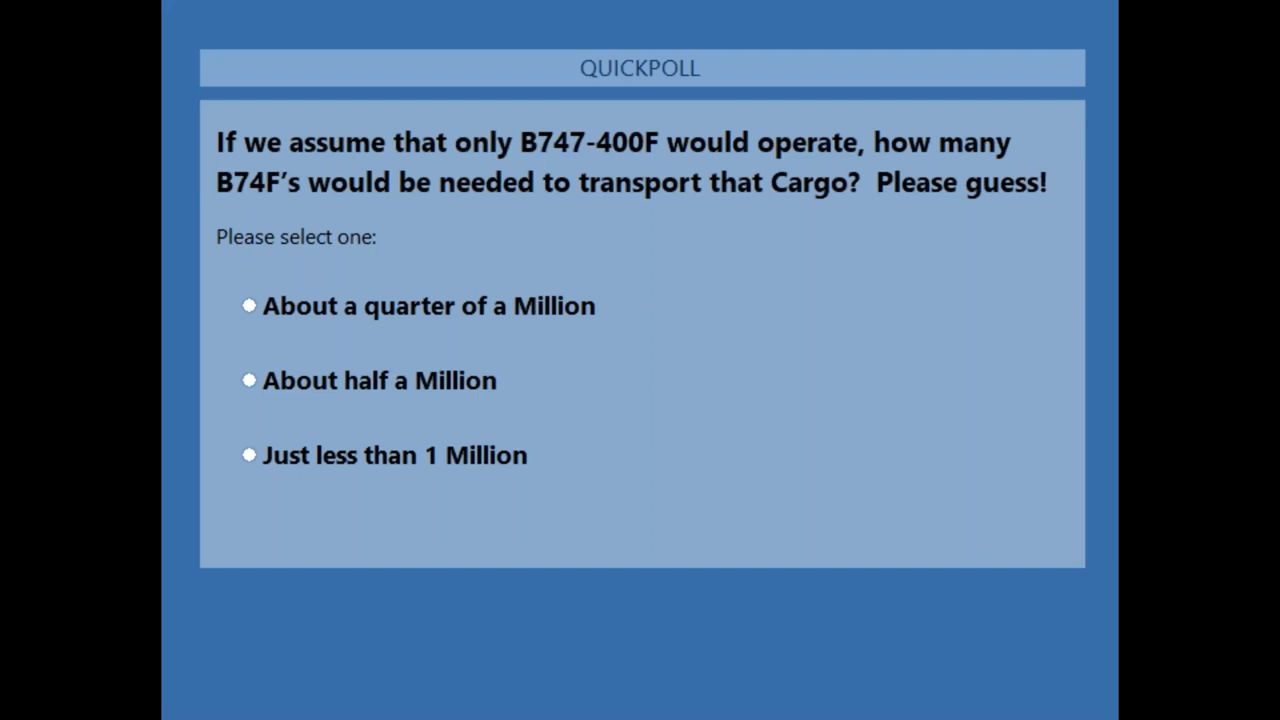 QUICKPOLL
If we assume that only B747-400F would operate, how many
B74F’s would be needed to transport that Cargo?  Please guess!
Please select one:
About a quarter of a Million
About half a Million
Just less than 1 Million